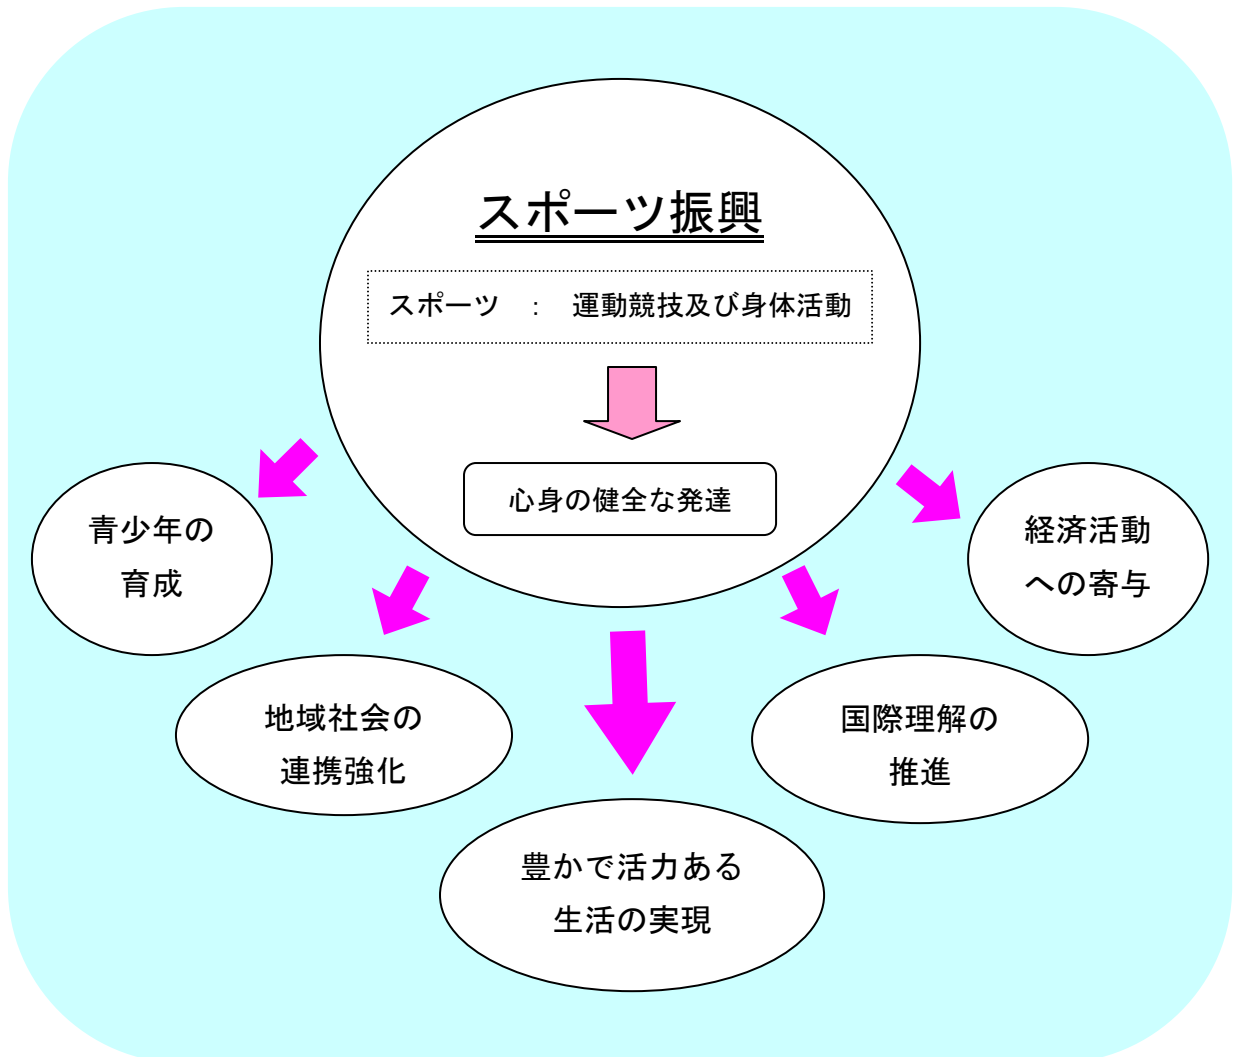 スポーツ振興
スポーツ　：　運動競技及び身体活動
心身の健全な発達
青少年の
育成
地域社会の
連携強化
豊かで活力ある
生活の実現
国際理解の
推進
経済活動
への寄与